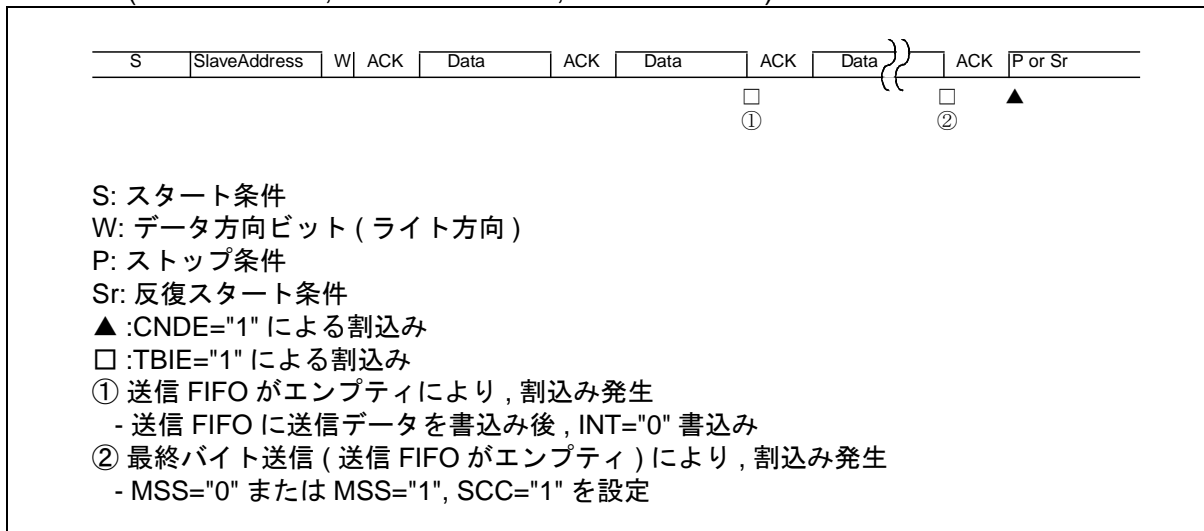 S SlaveAddress W ACK Data ACK Data ACK Data ACK P or Sr
□ □ ▲
① ②
S: スタート条件
W: データ方向ビット ( ライト方向 )
P: ストップ条件
Sr: 反復スタート条件
▲ :CNDE="1" による割込み
□ :TBIE="1" による割込み
① 送信 FIFO がエンプティにより , 割込み発生
- 送信 FIFO に送信データを書込み後 , INT="0" 書込み
② 最終バイト送信 ( 送信 FIFO がエンプティ ) により , 割込み発生
- MSS="0" または MSS="1", SCC="1" を設定